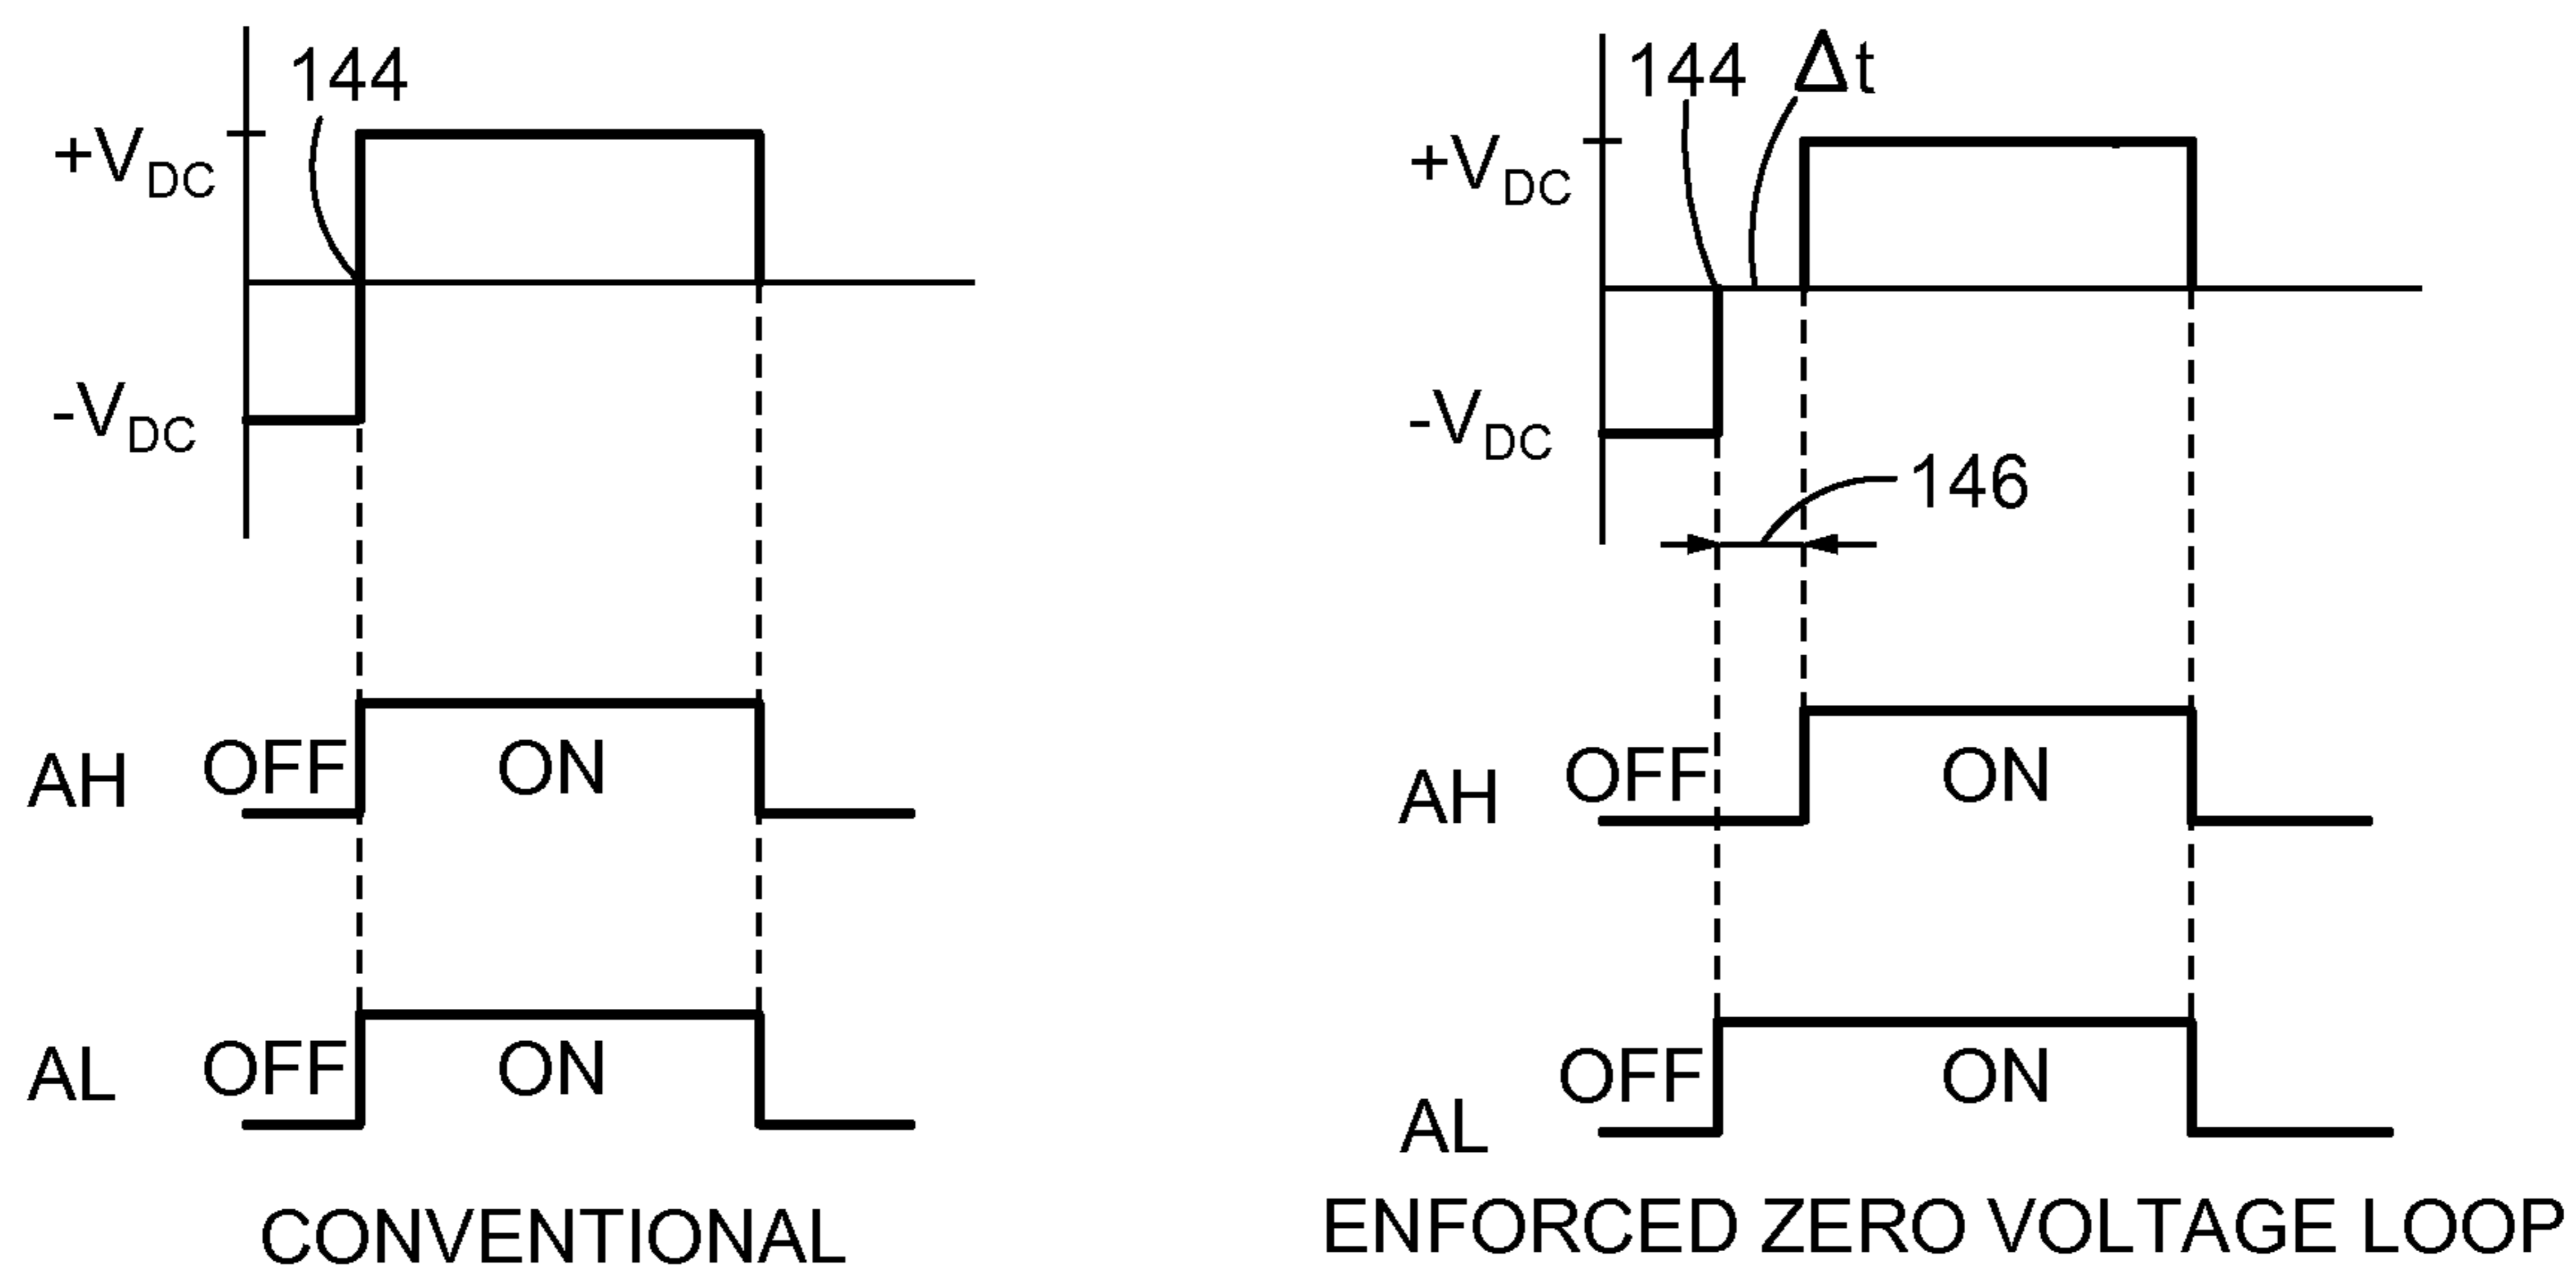 144
+VDC
-VDC
AH OFF ON
AL OFF ON
CONVENTIONAL
144 Δt
+VDC
-VDC
146
AH OFF ON
AL OFF ON
ENFORCED ZERO VOLTAGE LOOP